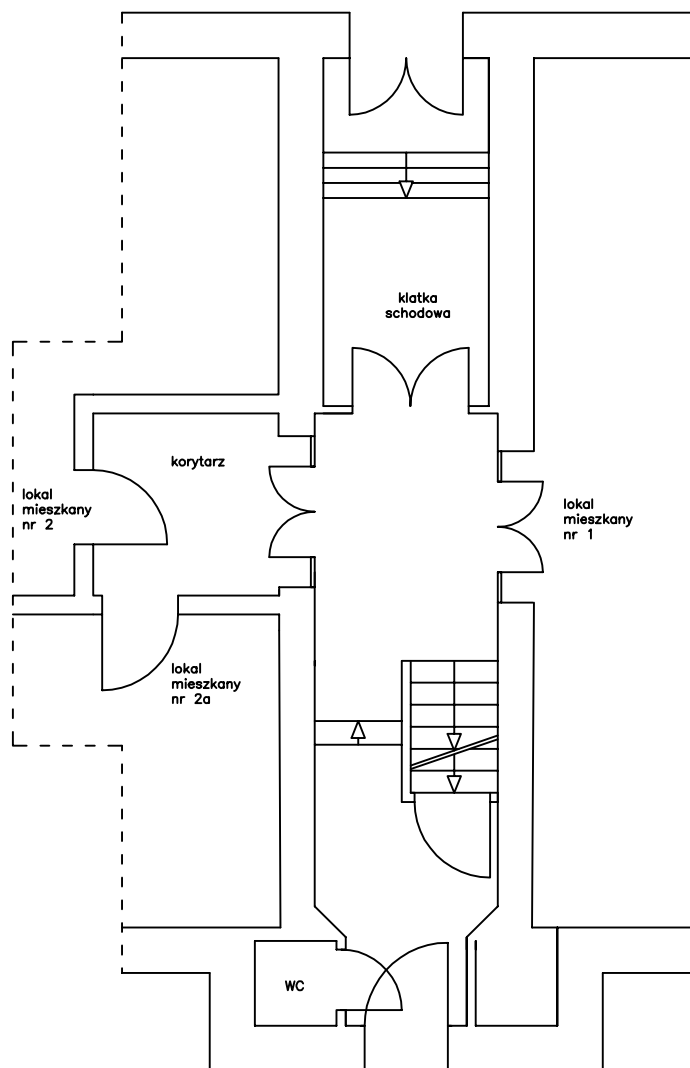 klatka
schodowa
korytarz
lokal
mieszkany
nr 2
lokal
mieszkany
nr 1
lokal
mieszkany
nr 2a
WC